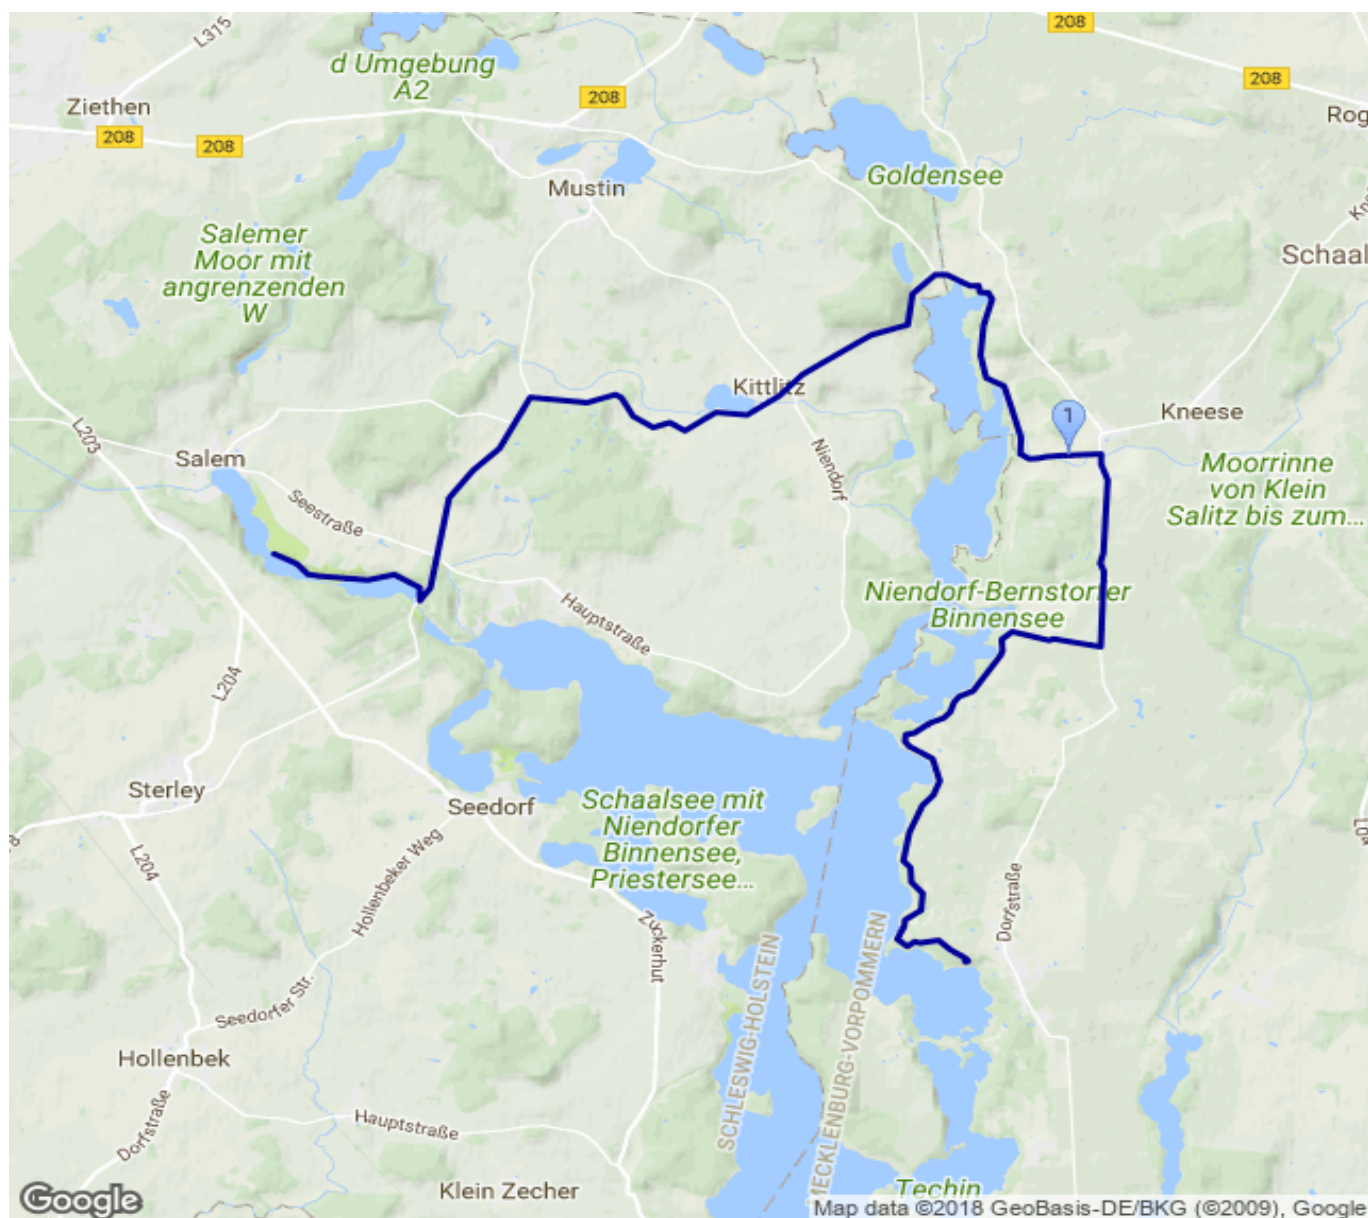 L315
208
d Umgebung
A2
208
208
Ziethen
208
208
Rog
Mustin
Goldensee
Kn
Salemer
Moor mit
angrenzenden
W
Schaal
Kittlitz
1
Kneese
L203
Salem
Niendorf
Moorrinne
von Klein
Salitz bis zum...
Seestraße
Niendorf-Bernstorfer
Binnensee
Hauptstraße
L204
Sterley
Seedorf
Schaalsee mit
Niendorfer
Binnensee,
Priestersee...
L04
8
L204
Hollenbeker Weg
Dorfstraße
Zuckerhut
SCHLESWIG-HOLSTEIN
MECKLENBURG-VORPOMMERN
Seedorfer Str.
Hollenbek
Dorfstraße
Hauptstraße
Klein Zecher
Techin
Google
Map data ©2018 GeoBasis-DE/BKG (©2009), Google